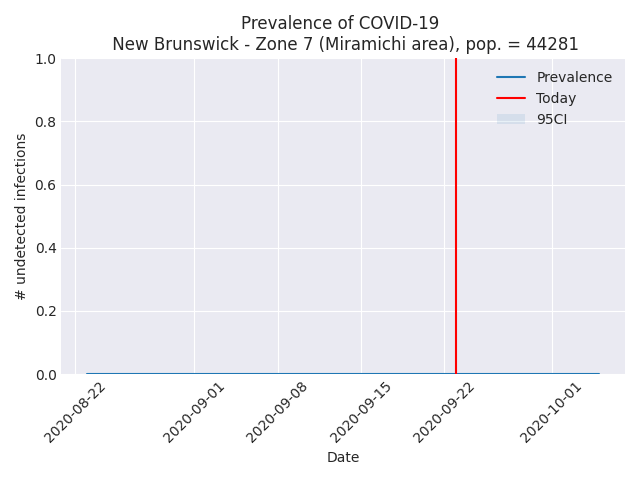 Prevalence of COVID-19
New Brunswick - Zone 7 (Miramichi area), pop. = 44281
1.0
0.8
0.6
0.4
0.2
0.0
# undetected infections
Prevalence
Today
95CI
2020-08-22
2020-09-01
2020-09-08
2020-09-15
2020-09-22
2020-10-01
Date